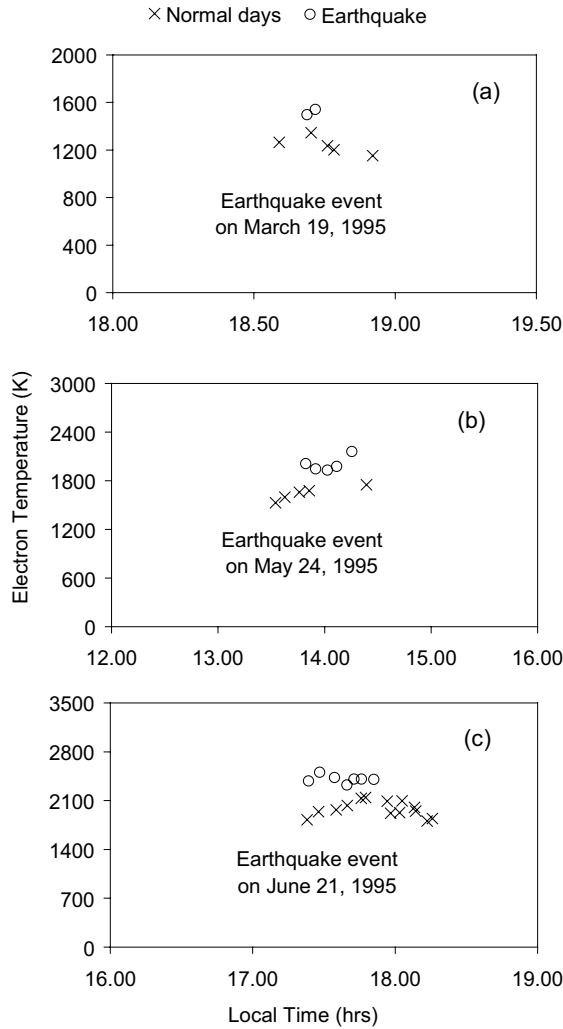 × Normal days ○ Earthquake
2000
1600
1200
800
400
0
(a)
Earthquake event
on March 19, 1995
18.00 18.50 19.00 19.50
Electron Temperature (K)
3000
2400
1800
1200
600
0
(b)
Earthquake event
on May 24, 1995
12.00 13.00 14.00 15.00 16.00
3500
2800
2100
1400
700
0
(c)
Earthquake event
on June 21, 1995
16.00 17.00 18.00 19.00
Local Time (hrs)